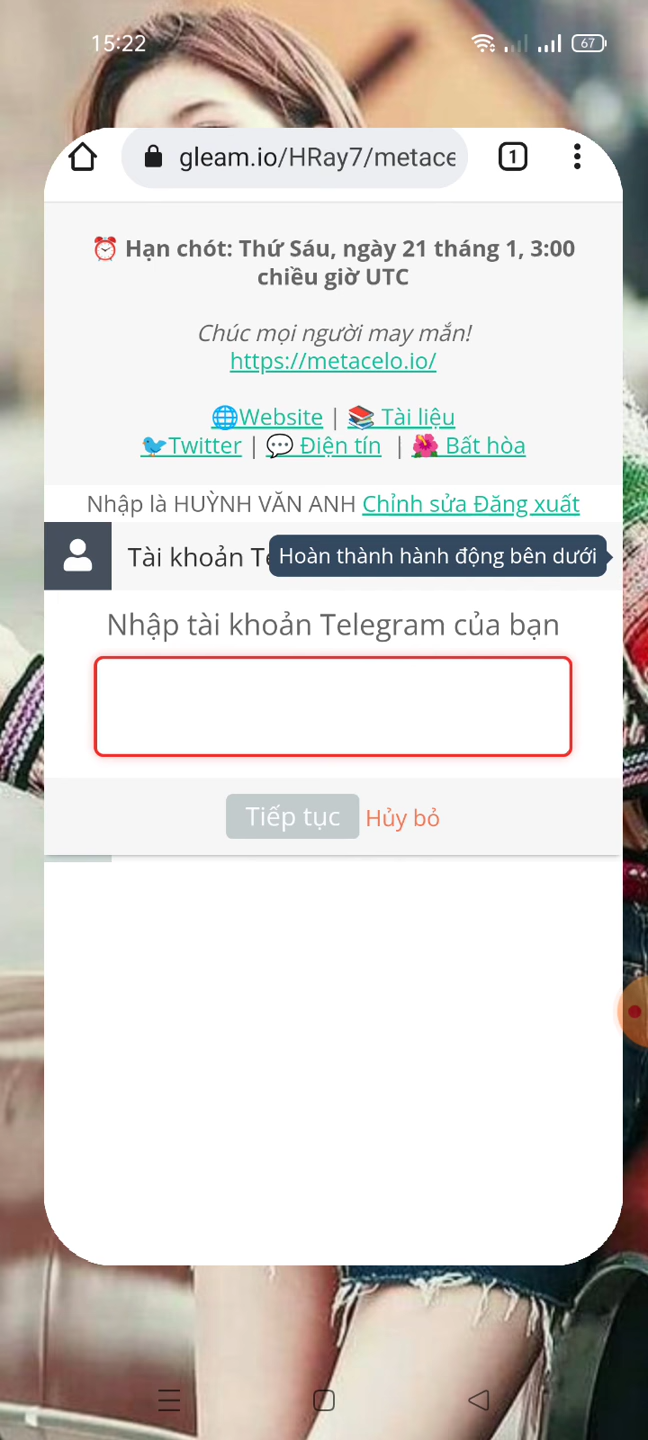 15:22
67
gleam.io/HRay7/metace
1
⏰ Hạn chót: Thứ Sáu, ngày 21 tháng 1, 3:00
chiều giờ UTC
Chúc mọi người may mắn!
https://metacelo.io/
🌐Website | 📚 Tài liệu
🐦Twitter | 💬 Điện tín | 🌺 Bất hòa
Nhập là HUỲNH VĂN ANH Chỉnh sửa Đăng xuất
Tài khoản Te Hoàn thành hành động bên dưới
Nhập tài khoản Telegram của bạn
Tiếp tục Hủy bỏ